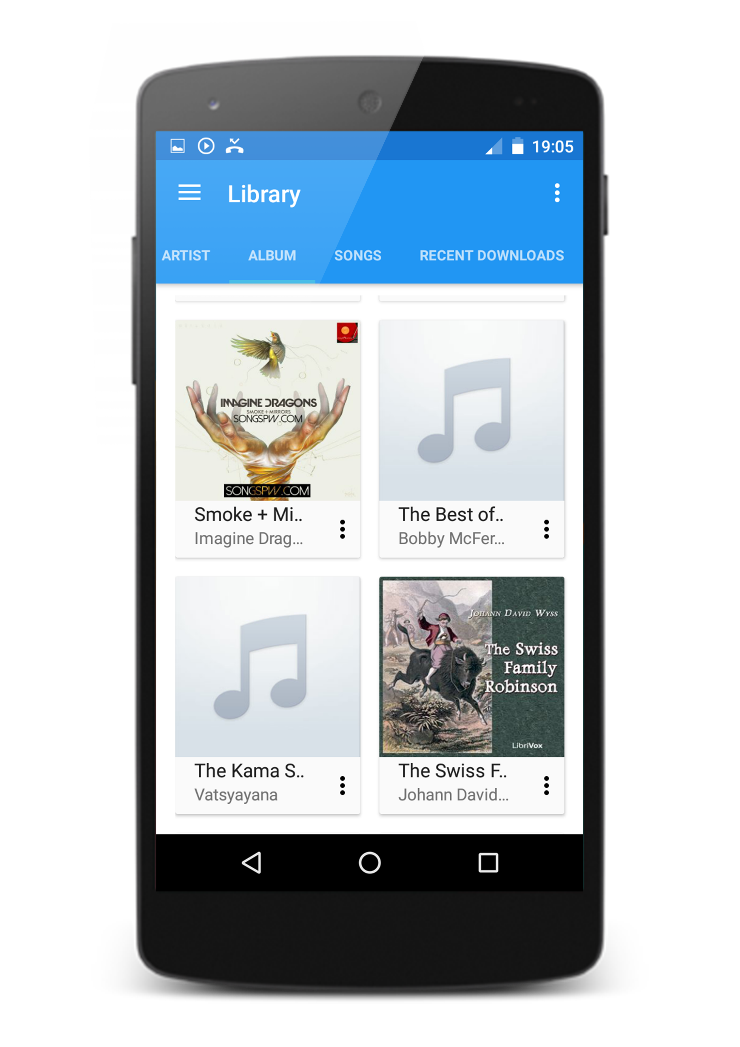 19:05
Library
ARTIST ALBUM SONGS RECENT DOWNLOADS
IMAGINE DRAGONS
SMOKE + MIRRORS
SONGSPW.COM
SONGSPW.COM
Smoke + Mi..
Imagine Drag...
The Best of..
Bobby McFer...
JOHANN DAVID WYSS
The Swiss
Family
Robinson
LibriVox
The Kama S..
Vatsyayana
The Swiss F..
Johann David...